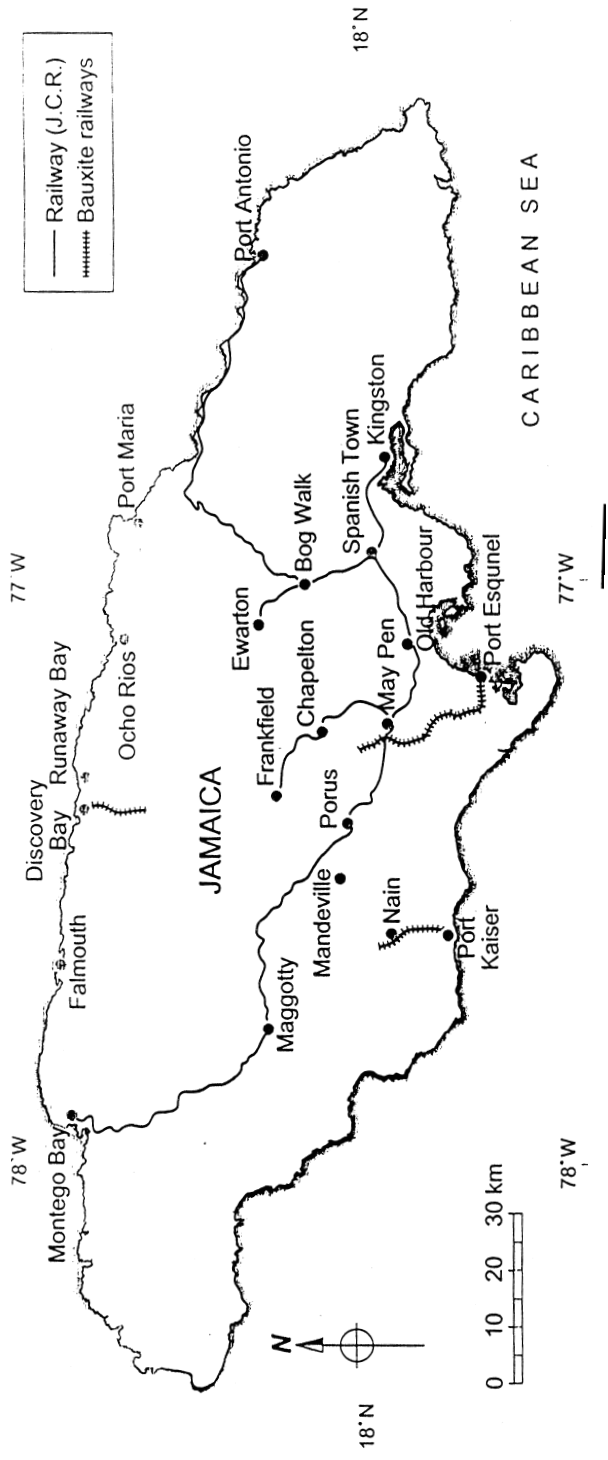 78°W
77°W
Railway (J.C.R.)
Bauxite railways
Montego Bay
Falmouth
Discovery
Bay
Runaway Bay
Ocho Rios
Port Maria
Port Antonio
18°N
JAMAICA
Maggotty
Mandeville
Porus
Frankfield
Chapelton
Ewarton
Bog Walk
Spanish Town
Kingston
May Pen
Old Harbour
Nain
Port
Kaiser
Port Esqunel
CARIBBEAN SEA
N
18°N
0 10 20 30 km
78°W
77°W